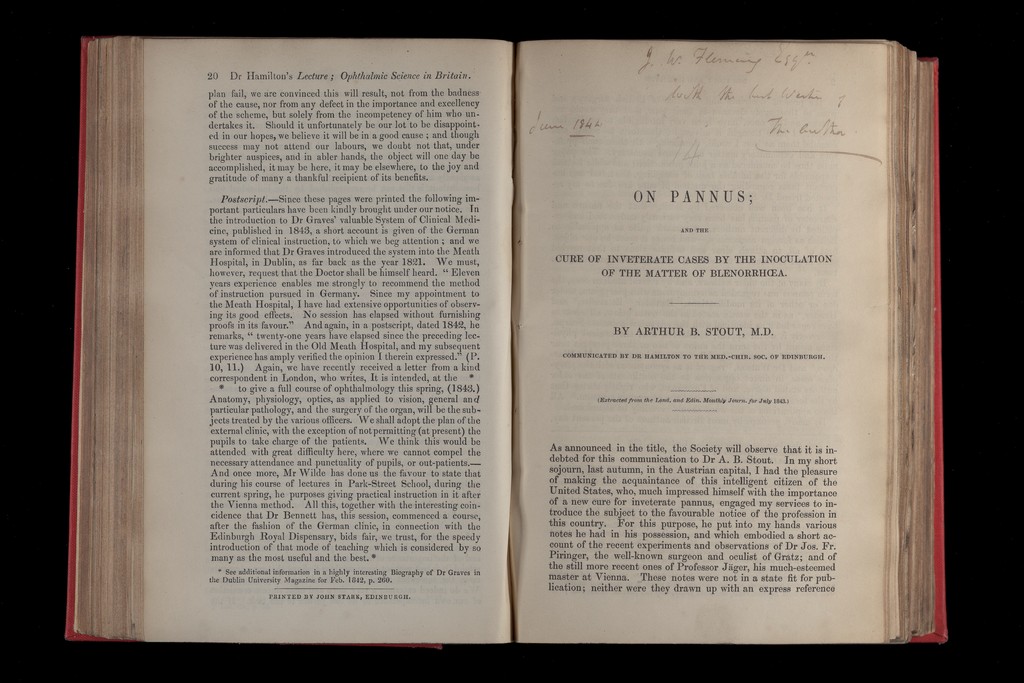 20 Dr Hamilton's Lecture; Ophthalmic Science in Britain.
plan fail, we are convinced this will result, not from the badness
of the cause, nor from any defect in the importance and excellency
of the scheme, but solely from the incompetency of him who un-
dertakes it. Should it unfortunately be our lot to be disappoint-
ed in our hopes, we believe it will be in a good cause; and though
success may not attend our labours, we doubt not that, under
brighter auspices, and in abler hands, the object will one day be
accomplished, it may be here, it may be elsewhere, to the joy and
gratitude of many a thankful recipient of its benefits.
Postscript.—Since these pages were printed the following im-
portant particulars have been kindly brought under our notice. In
the introduction to Dr Graves' valuable System of Clinical Medi-
cine, published in 1843, a short account is given of the German
system of clinical instruction, to which we beg attention; and we
are informed that Dr Graves introduced the system into the Meath
Hospital, in Dublin, as far back as the year 1821. We must,
however, request that the Doctor shall be himself heard. "Eleven
years experience enables me strongly to recommend the method
of instruction pursued in Germany. Since my appointment to
the Meath Hospital, I have had extensive opportunities of observ-
ing its good effects. No session has elapsed without furnishing
proofs in its favour." And again, in a postscript, dated 1842, he
remarks, "twenty-one years have elapsed since the preceding lec-
ture was delivered in the Old Meath Hospital, and my subsequent
experience has amply verified the opinion I therein expressed." (P.
10, 11.) Again, we have recently received a letter from a kind
correspondent in London, who writes, It is intended, at the *
* to give a full course of ophthalmology this spring, (1843.)
Anatomy, physiology, optics, as applied to vision, general and
particular pathology, and the surgery of the organ, will be the sub-
jects treated by the various officers. We shall adopt the plan of the
external clinic, with the exception of not permitting (at present) the
pupils to take charge of the patients. We think this would be
attended with great difficulty here, where we cannot compel the
necessary attendance and punctuality of pupils, or out-patients.—
And once more, Mr Wilde has done us the favour to state that
during his course of lectures in Park-Street School, during the
current spring, he purposes giving practical instruction in it after
the Vienna method. All this, together with the interesting coin-
cidence that Dr Bennett has, this session, commenced a course,
after the fashion of the German clinic, in connection with the
Edinburgh Royal Dispensary, bids fair, we trust, for the speedy
introduction of that mode of teaching which is considered by so
many as the most useful and the best.*
* See additional information in a highly interesting Biography of Dr Graves in
the Dublin University Magazine for Feb. 1842, p. 260.
PRINTED BY JOHN STARK, EDINBURGH.
J. W. Fleming Esqre
with the best wishes of
June 1844 The author
14
ON PANNUS;
AND THE
CURE OF INVETERATE CASES BY THE INOCULATION
OF THE MATTER OF BLENORRHŒA.
BY ARTHUR B. STOUT, M.D.
COMMUNICATED BY DR HAMILTON TO THE MED.-CHIR. SOC. OF EDINBURGH.
(Extracted from the Lond. and Edin. Monthly Journ. for July 1843.)
As announced in the title, the Society will observe that it is in-
debted for this communication to Dr A. B. Stout. In my short
sojourn, last autumn, in the Austrian capital, I had the pleasure
of making the acquaintance of this intelligent citizen of the
United States, who, much impressed himself with the importance
of a new cure for inveterate pannus, engaged my services to in-
troduce the subject to the favourable notice of the profession in
this country. For this purpose, he put into my hands various
notes he had in his possession, and which embodied a short ac-
count of the recent experiments and observations of Dr Jos. Fr.
Piringer, the well-known surgeon and oculist of Gratz; and of
the still more recent ones of Professor Jäger, his much-esteemed
master at Vienna. These notes were not in a state fit for pub-
lication; neither were they drawn up with an express reference